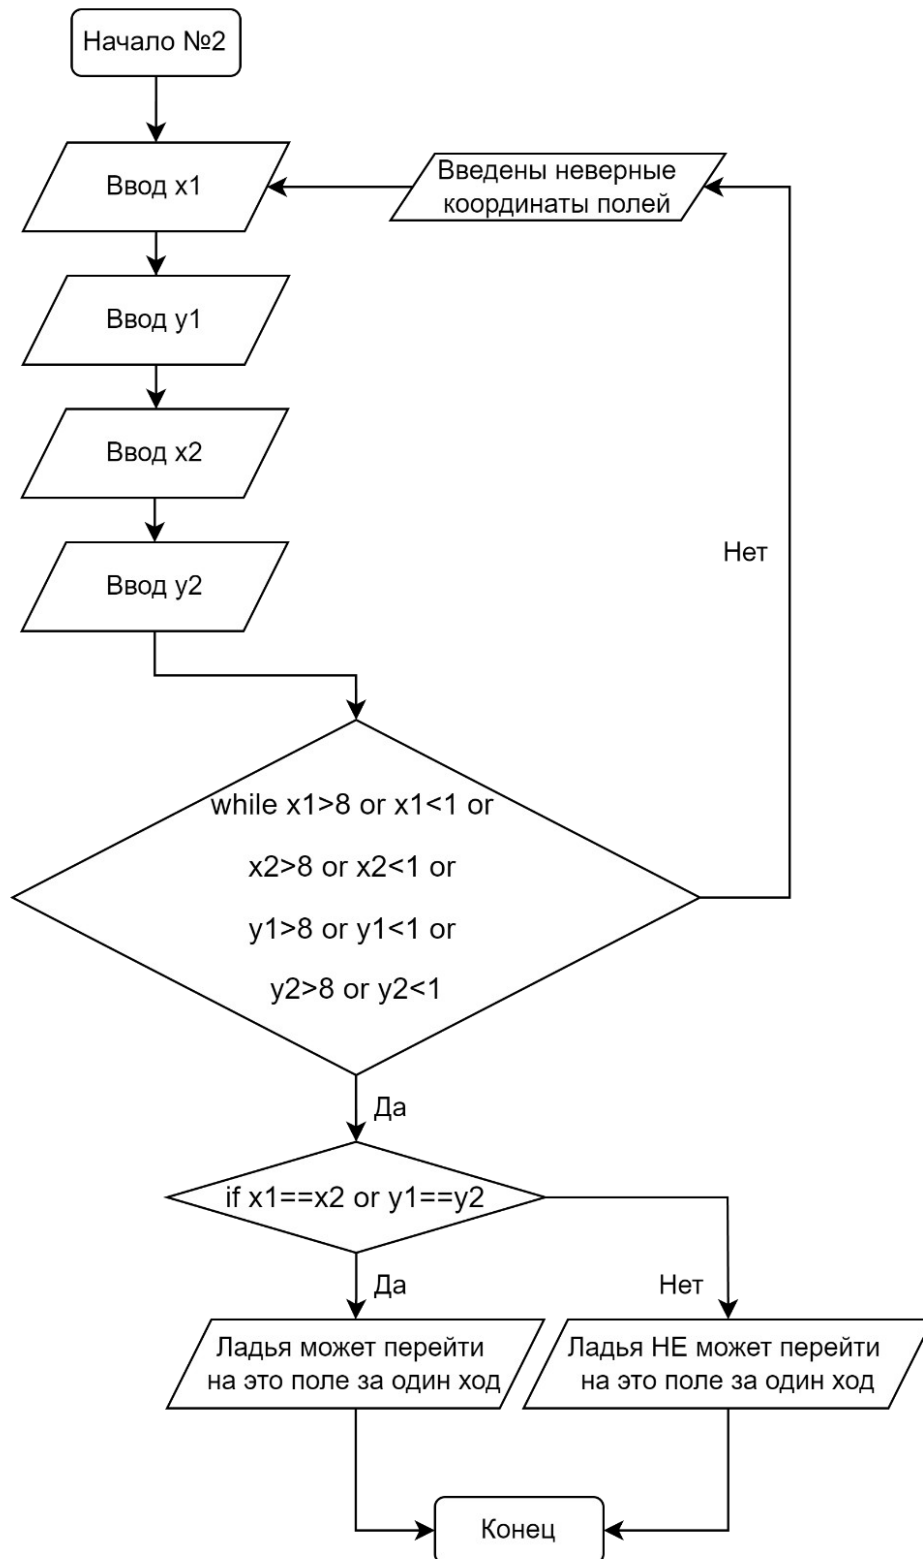 Начало №2
Ввод x1
Введены неверные
координаты полей
Ввод y1
Ввод x2
Ввод y2
Нет
while x1>8 or x1<1 or
x2>8 or x2<1 or
y1>8 or y1<1 or
y2>8 or y2<1
Да
if x1==x2 or y1==y2
Да
Нет
Ладья может перейти
на это поле за один ход
Ладья НЕ может перейти
на это поле за один ход
Конец